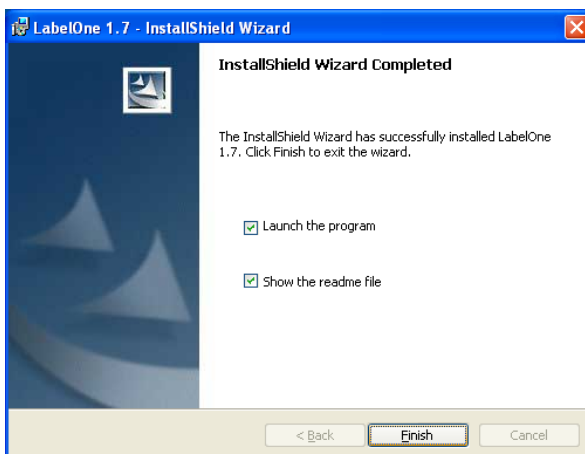 LabelOne 1.7 - InstallShield Wizard
InstallShield Wizard Completed
The InstallShield Wizard has successfully installed LabelOne
1.7. Click Finish to exit the wizard.
Launch the program
Show the readme file
< Back
Finish
Cancel